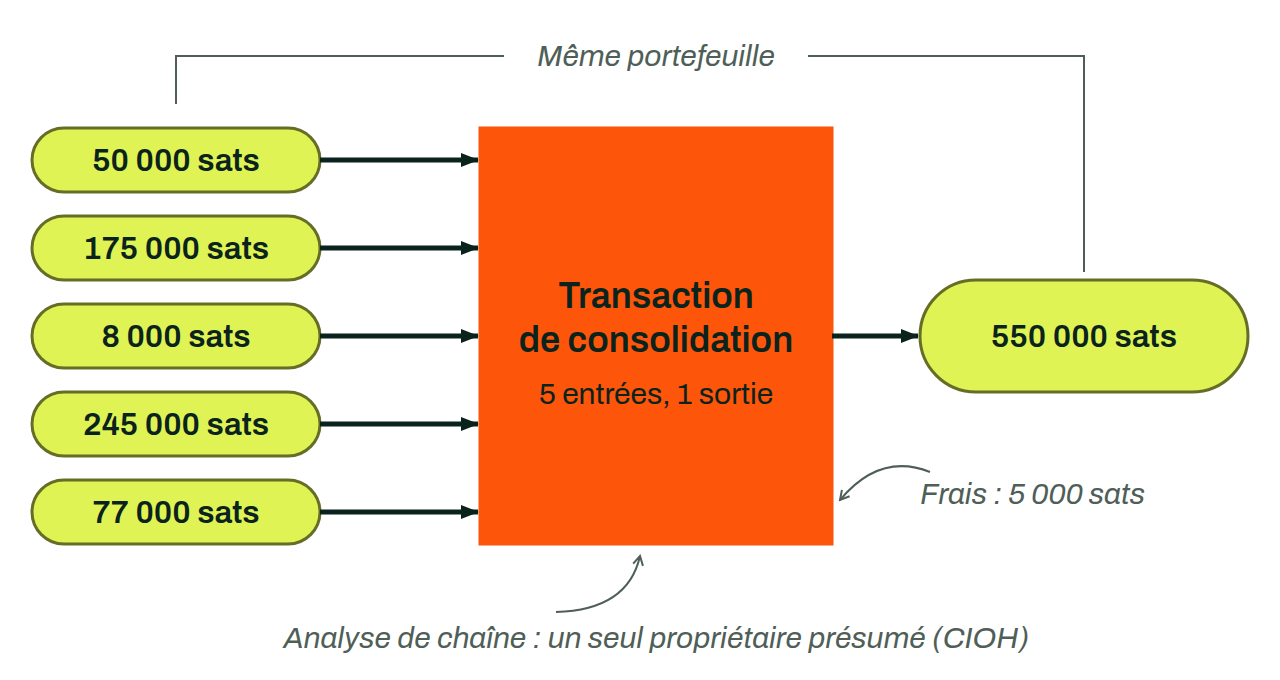 Même portefeuille
50 000 sats
175 000 sats
8 000 sats
245 000 sats
77 000 sats
Transaction
de consolidation
5 entrées, 1 sortie
550 000 sats
Frais : 5 000 sats
Analyse de chaîne : un seul propriétaire présumé (CIOH)